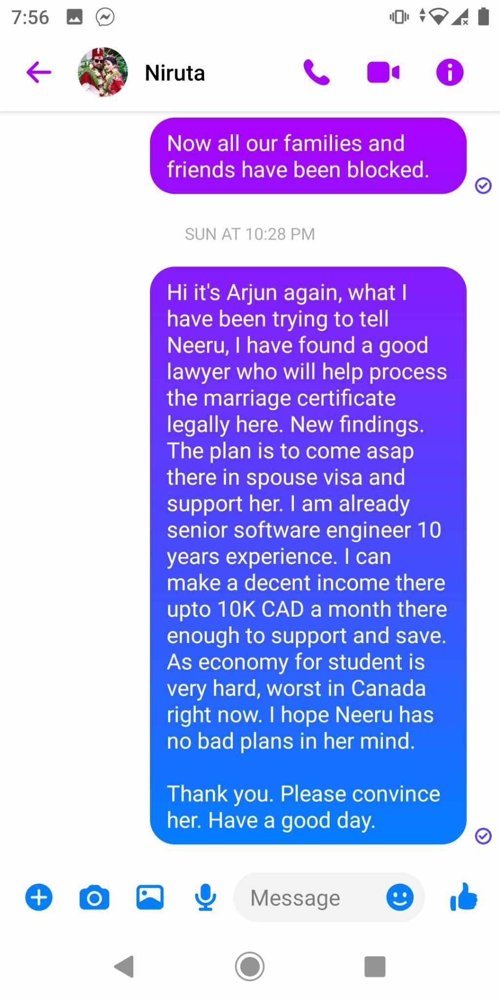 7:56
Niruta
Now all our families and
friends have been blocked.
SUN AT 10:28 PM
Hi it's Arjun again, what I
have been trying to tell
Neeru, I have found a good
lawyer who will help process
the marriage certificate
legally here. New findings.
The plan is to come asap
there in spouse visa and
support her. I am already
senior software engineer 10
years experience. I can
make a decent income there
upto 10K CAD a month there
enough to support and save.
As economy for student is
very hard, worst in Canada
right now. I hope Neeru has
no bad plans in her mind.
Thank you. Please convince
her. Have a good day.
Message